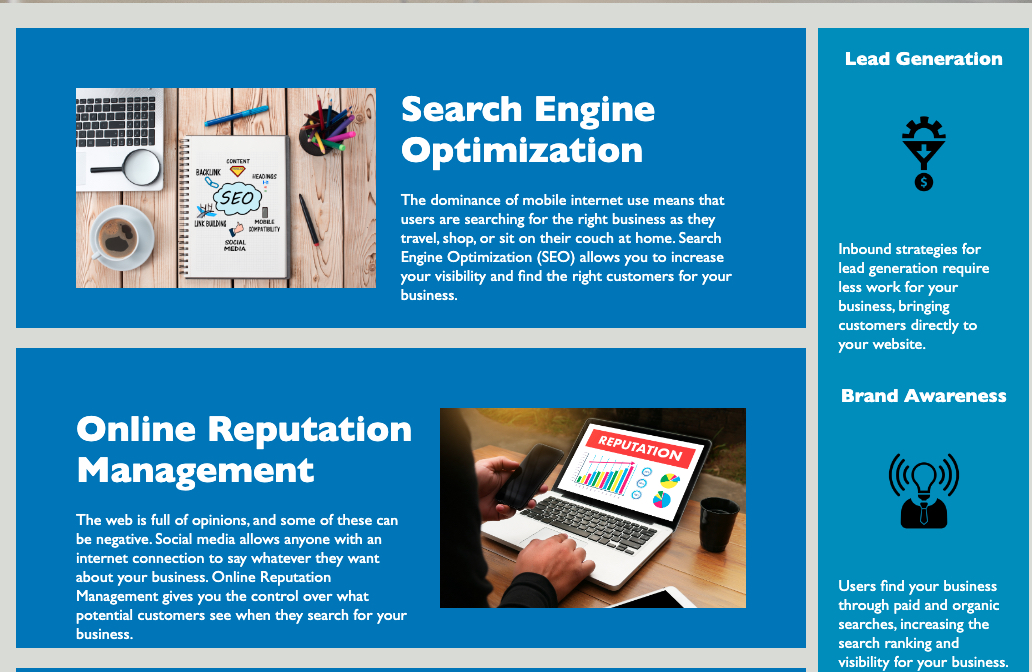 Search Engine
Optimization
The dominance of mobile internet use means that
users are searching for the right business as they
travel, shop, or sit on their couch at home. Search
Engine Optimization (SEO) allows you to increase
your visibility and find the right customers for your
business.
CONTENT
BACKLINK
HEADINGS
SEO
LINK BUILDING
MOBILE
COMPATIBILITY
SOCIAL
MEDIA
Online Reputation
Management
The web is full of opinions, and some of these can
be negative. Social media allows anyone with an
internet connection to say whatever they want
about your business. Online Reputation
Management gives you the control over what
potential customers see when they search for your
business.
REPUTATION
Lead Generation
$
Inbound strategies for
lead generation require
less work for your
business, bringing
customers directly to
your website.
Brand Awareness
Users find your business
through paid and organic
searches, increasing the
search ranking and
visibility for your business.